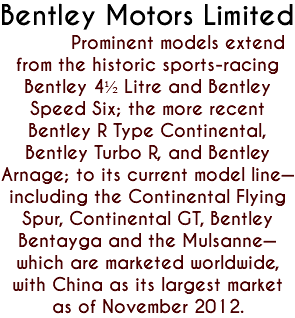 Bentley Motors Limited
Prominent models extend
from the historic sports-racing
Bentley 4½ Litre and Bentley
Speed Six; the more recent
Bentley R Type Continental,
Bentley Turbo R, and Bentley
Arnage; to its current model line—
including the Continental Flying
Spur, Continental GT, Bentley
Bentayga and the Mulsanne—
which are marketed worldwide,
with China as its largest market
as of November 2012.